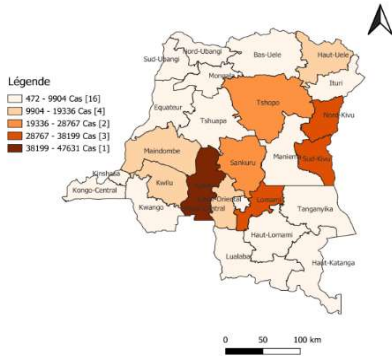 Nord-Ubangi
Sud-Ubangi
Bas-Uele
Haut-Uele
Mongala
Ituri
Légende
472 - 9904 Cas [16]
9904 - 19336 Cas [4]
19336 - 28767 Cas [2]
28767 - 38199 Cas [3]
38199 - 47631 Cas [1]
Equateur
Tshopo
Tshuapa
Nord-Kivu
Maindombe
Sankuru
Maniema
Sud-Kivu
Kinshasa
Kongo-Central
Kwilu
Kwango
Lomami
Tanganyika
Haut-Lomami
Lualaba
Haut-Katanga
0 50 100 km